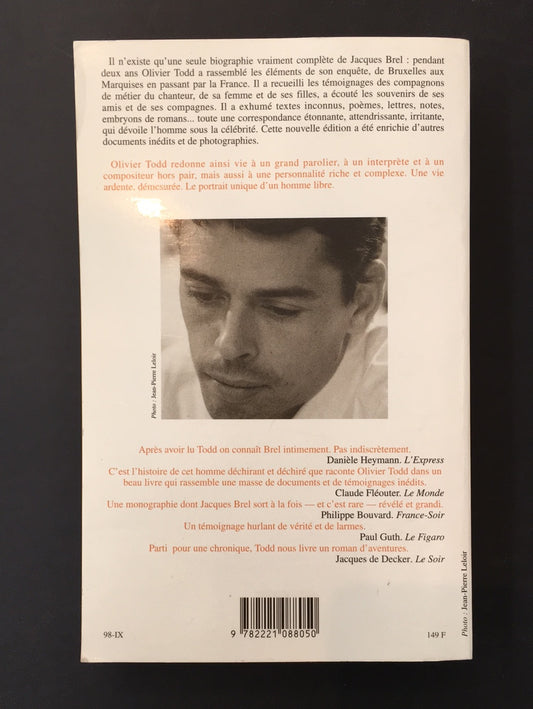 Il n'existe qu'une seule biographie vraiment complète de Jacques Brel : pendant
deux ans Olivier Todd a rassemblé les éléments de son enquête, de Bruxelles aux
Marquises en passant par la France. Il a recueilli les témoignages des compagnons
de métier du chanteur, de sa femme et de ses filles, a écouté les souvenirs de ses
amis et de ses compagnes. Il a exhumé textes inconnus, poèmes, lettres, notes,
embryons de romans... toute une correspondance étonnante, attendrissante, irritante,
qui dévoile l'homme sous la célébrité. Cette nouvelle édition a été enrichie d'autres
documents inédits et de photographies.
Olivier Todd redonne ainsi vie à un grand parolier, à un interprète et à un
compositeur hors pair, mais aussi à une personnalité riche et complexe. Une vie
ardente, démesurée. Le portrait unique d'un homme libre.
Photo : Jean-Pierre Leloir
Après avoir lu Todd on connaît Brel intimement. Pas indiscrètement.
Danièle Heymann. L'Express
C'est l'histoire de cet homme déchirant et déchiré que raconte Olivier Todd dans un
beau livre qui rassemble une masse de documents et de témoignages inédits.
Claude Fléouter. Le Monde
Une monographie dont Jacques Brel sort à la fois — et c'est rare — révélé et grandi.
Philippe Bouvard. France-Soir
Un témoignage hurlant de vérité et de larmes.
Paul Guth. Le Figaro
Parti pour une chronique, Todd nous livre un roman d'aventures.
Jacques de Decker. Le Soir
Photo : Jean-Pierre Leloir
98-IX
9 782221 088050
149 F